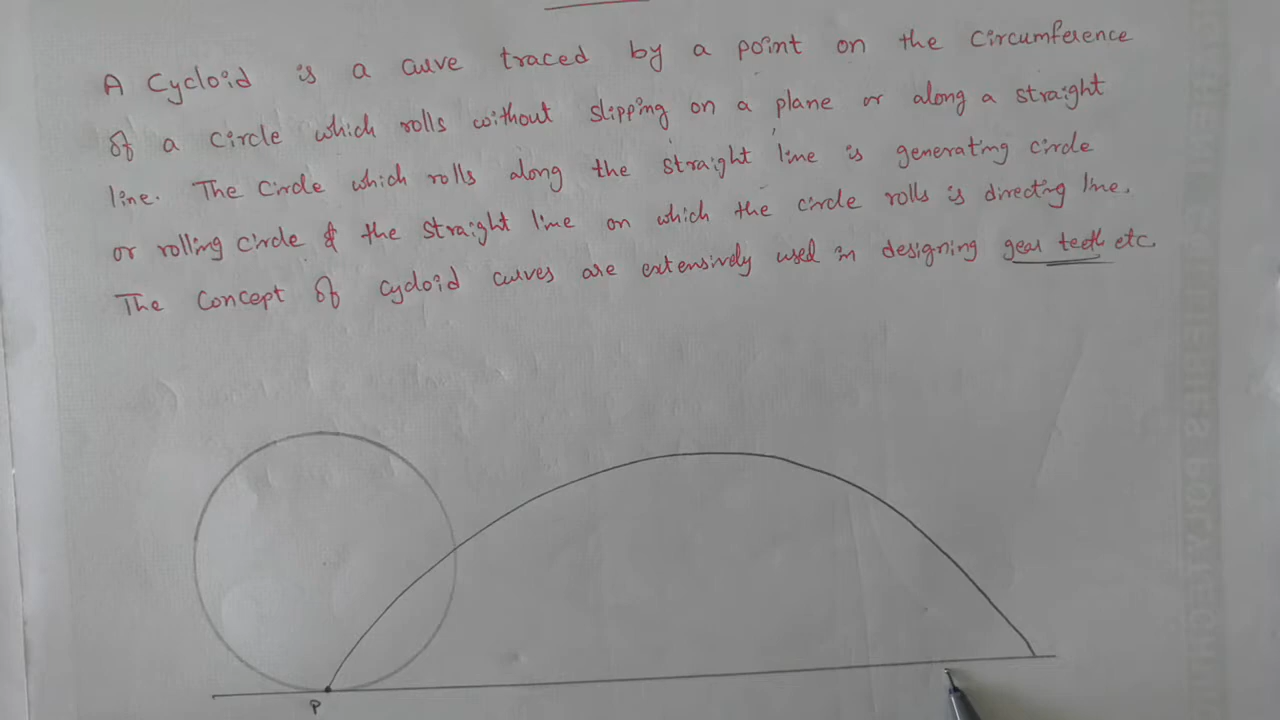 A Cycloid is a curve traced by a point on the circumference
of a circle which rolls without slipping on a plane or along a straight
line. The Circle which rolls along the straight line is generating circle
or rolling circle & the straight line on which the circle rolls is directing line.
The concept of cycloid curves are extensively used in designing gear teeth etc
P